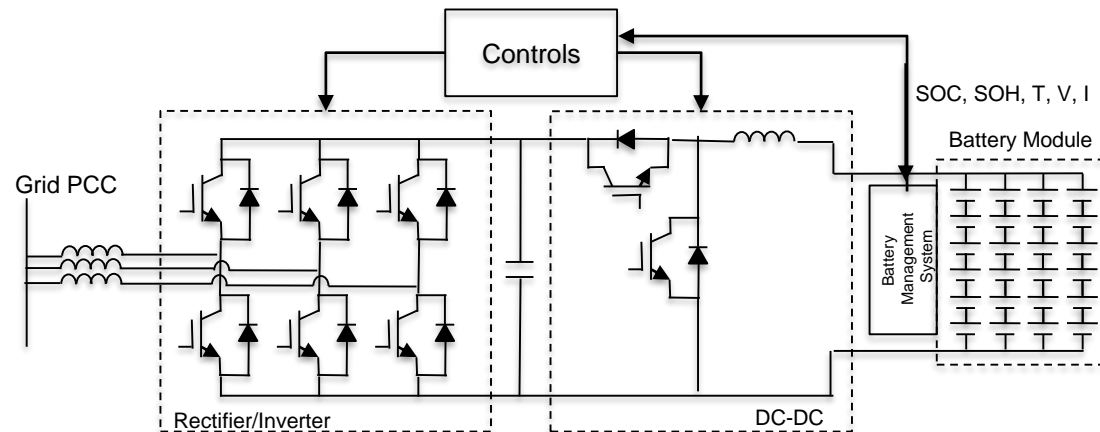 Controls
SOC, SOH, T, V, I
Battery Module
Grid PCC
Battery
Management
System
Rectifier/Inverter
DC-DC